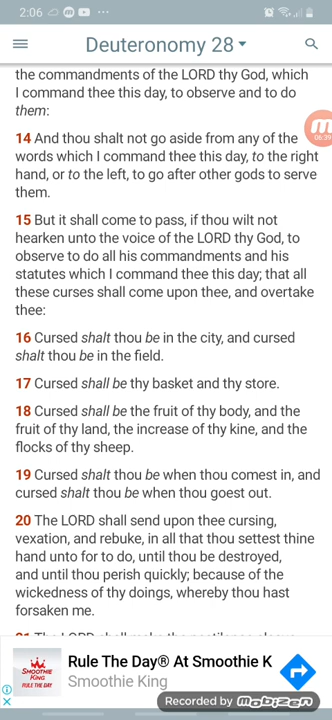 2:06
Deuteronomy 28
the commandments of the LORD thy God, which
I command thee this day, to observe and to do
them:
14 And thou shalt not go aside from any of the
words which I command thee this day, to the right
hand, or to the left, to go after other gods to serve
them.
15 But it shall come to pass, if thou wilt not
hearken unto the voice of the LORD thy God, to
observe to do all his commandments and his
statutes which I command thee this day; that all
these curses shall come upon thee, and overtake
thee:
16 Cursed shalt thou be in the city, and cursed
shalt thou be in the field.
17 Cursed shall be thy basket and thy store.
18 Cursed shall be the fruit of thy body, and the
fruit of thy land, the increase of thy kine, and the
flocks of thy sheep.
19 Cursed shalt thou be when thou comest in, and
cursed shalt thou be when thou goest out.
20 The LORD shall send upon thee cursing,
vexation, and rebuke, in all that thou settest thine
hand unto for to do, until thou be destroyed,
and until thou perish quickly; because of the
wickedness of thy doings, whereby thou hast
forsaken me.
SMOOTHIE
KING
RULE THE DAY
Rule The Day® At Smoothie K
Smoothie King
Recorded by mobizen